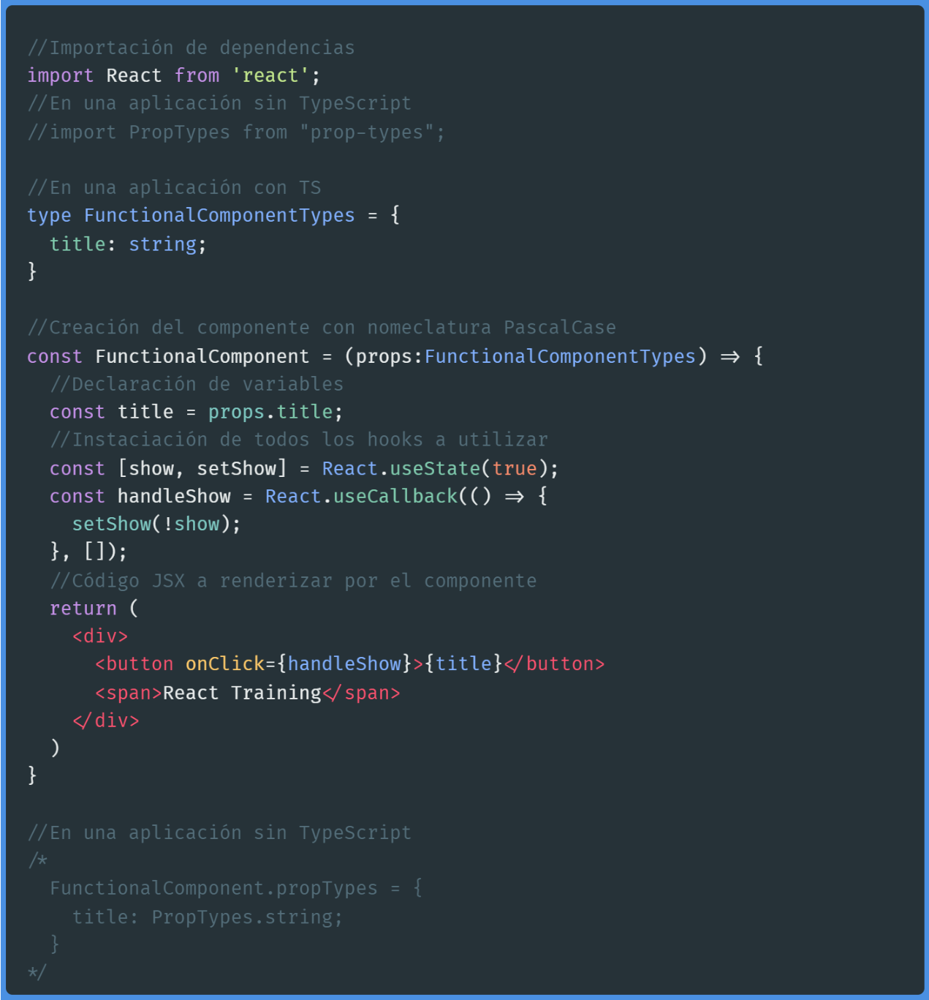 //Importación de dependencias
import React from 'react';
//En una aplicación sin TypeScript
//import PropTypes from "prop-types";

//En una aplicación con TS
type FunctionalComponentTypes = {
  title: string;
}

//Creación del componente con nomeclatura PascalCase
const FunctionalComponent = (props:FunctionalComponentTypes) => {
  //Declaración de variables
  const title = props.title;
  //Instaciación de todos los hooks a utilizar
  const [show, setShow] = React.useState(true);
  const handleShow = React.useCallback(() => {
    setShow(!show);
  }, []);
  //Código JSX a renderizar por el componente
  return (
    <div>
      <button onClick={handleShow}>{title}</button>
      <span>React Training</span>
    </div>
  )
}

//En una aplicación sin TypeScript
/*
  FunctionalComponent.propTypes = {
    title: PropTypes.string;
  }
*/